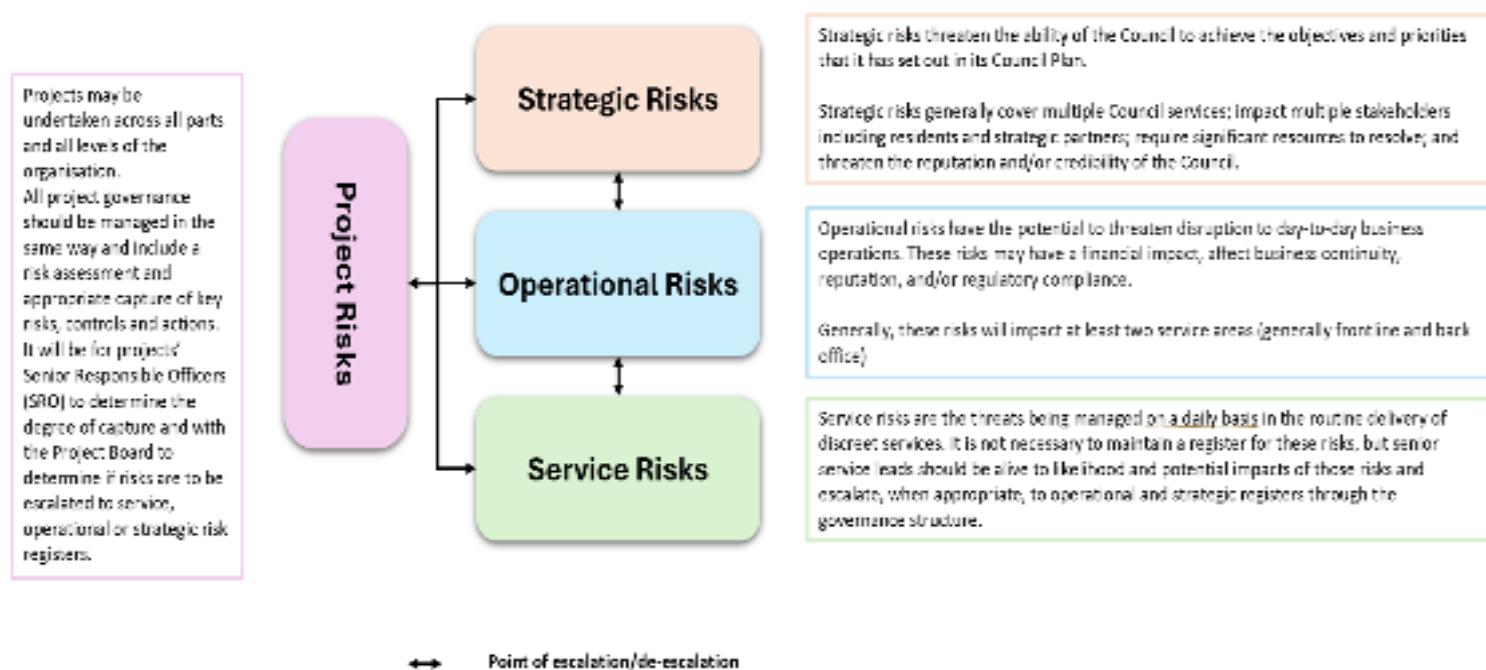 Projects may be
undertaken across all parts
and all levels of the
organisation.
All project governance
should be managed in the
same way and include a
risk assessment and
appropriate capture of key
risks, controls and actions.
It will be for projects'
Senior Responsible Officers
(SRO) to determine the
degree of capture and with
the Project Board to
determine if risks are to be
escalated to service,
operational or strategic risk
registers.
Project Risks
Strategic Risks
Operational Risks
Service Risks
Strategic risks threaten the ability of the Council to achieve the objectives and priorities
that it has set out in its Council Plan.
Strategic risks generally cover multiple Council services; impact multiple stakeholders
including residents and strategic partners; require significant resources to resolve; and
threaten the reputation and/or credibility of the Council.
Operational risks have the potential to threaten disruption to day-to-day business
operations. These risks may have a financial impact, affect business continuity,
reputation, and/or regulatory compliance.
Generally, these risks will impact at least two service areas (generally front line and back
office)
Service risks are the threats being managed on a daily basis in the routine delivery of
discreet services. It is not necessary to maintain a register for these risks, but senior
service leads should be alive to likelihood and potential impacts of those risks and
escalate, when appropriate, to operational and strategic registers through the
governance structure.
Point of escalation/de-escalation